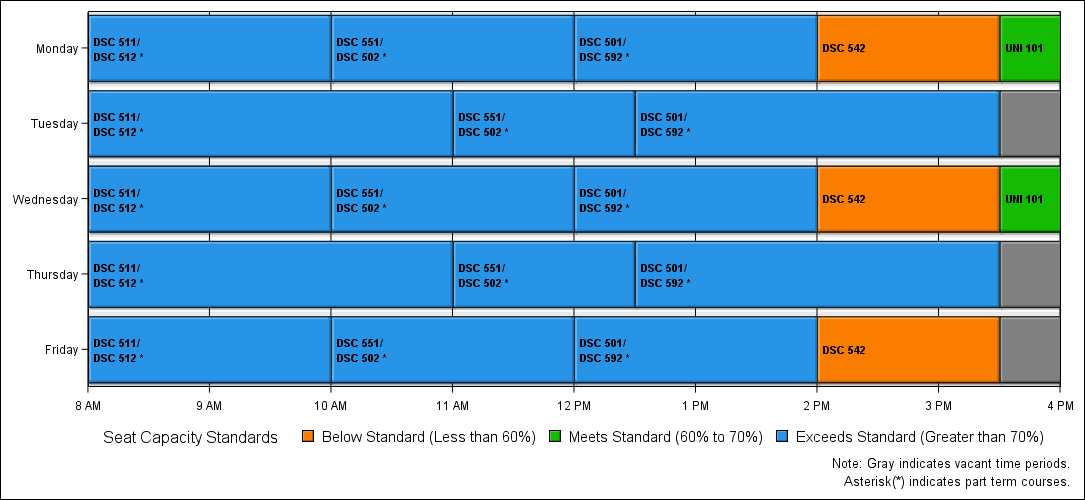 Monday
DSC 511/
DSC 512 *
DSC 551/
DSC 502 *
DSC 501/
DSC 592 *
DSC 542
UNI 101
Tuesday
DSC 511/
DSC 512 *
DSC 551/
DSC 502 *
DSC 501/
DSC 592 *
Wednesday
DSC 511/
DSC 512 *
DSC 551/
DSC 502 *
DSC 501/
DSC 592 *
DSC 542
UNI 101
Thursday
DSC 511/
DSC 512 *
DSC 551/
DSC 502 *
DSC 501/
DSC 592 *
Friday
DSC 511/
DSC 512 *
DSC 551/
DSC 502 *
DSC 501/
DSC 592 *
DSC 542
8 AM 9 AM 10 AM 11 AM 12 PM 1 PM 2 PM 3 PM 4 PM
Seat Capacity Standards Below Standard (Less than 60%) Meets Standard (60% to 70%) Exceeds Standard (Greater than 70%)
Note: Gray indicates vacant time periods.
Asterisk(*) indicates part term courses.